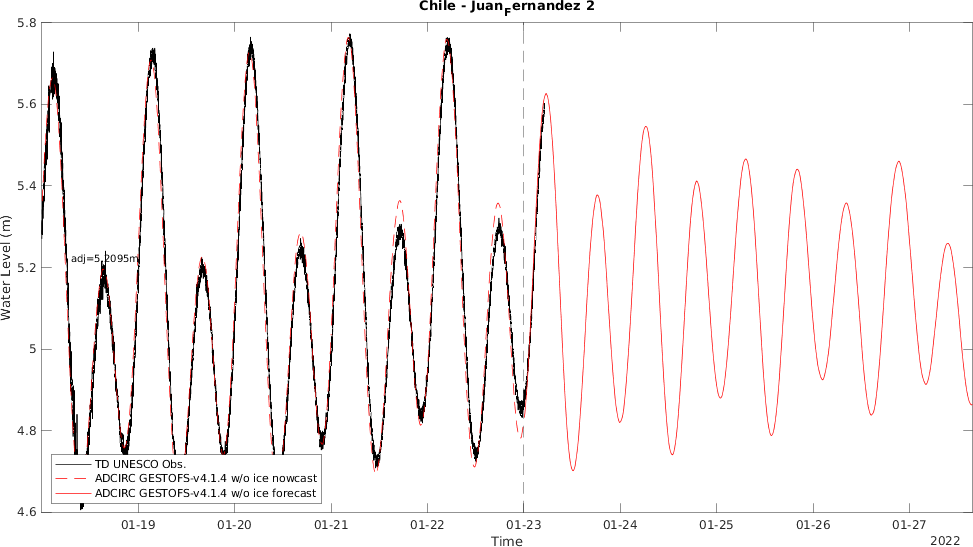 Chile - Juan_Fernandez 2
5.8
5.6
5.4
5.2
5
4.8
4.6
Water Level (m)
adj=5.2095m
TD UNESCO Obs.
ADCIRC GESTOFS-v4.1.4 w/o ice nowcast
ADCIRC GESTOFS-v4.1.4 w/o ice forecast
01-19
01-20
01-21
01-22
01-23
01-24
01-25
01-26
01-27
Time
2022